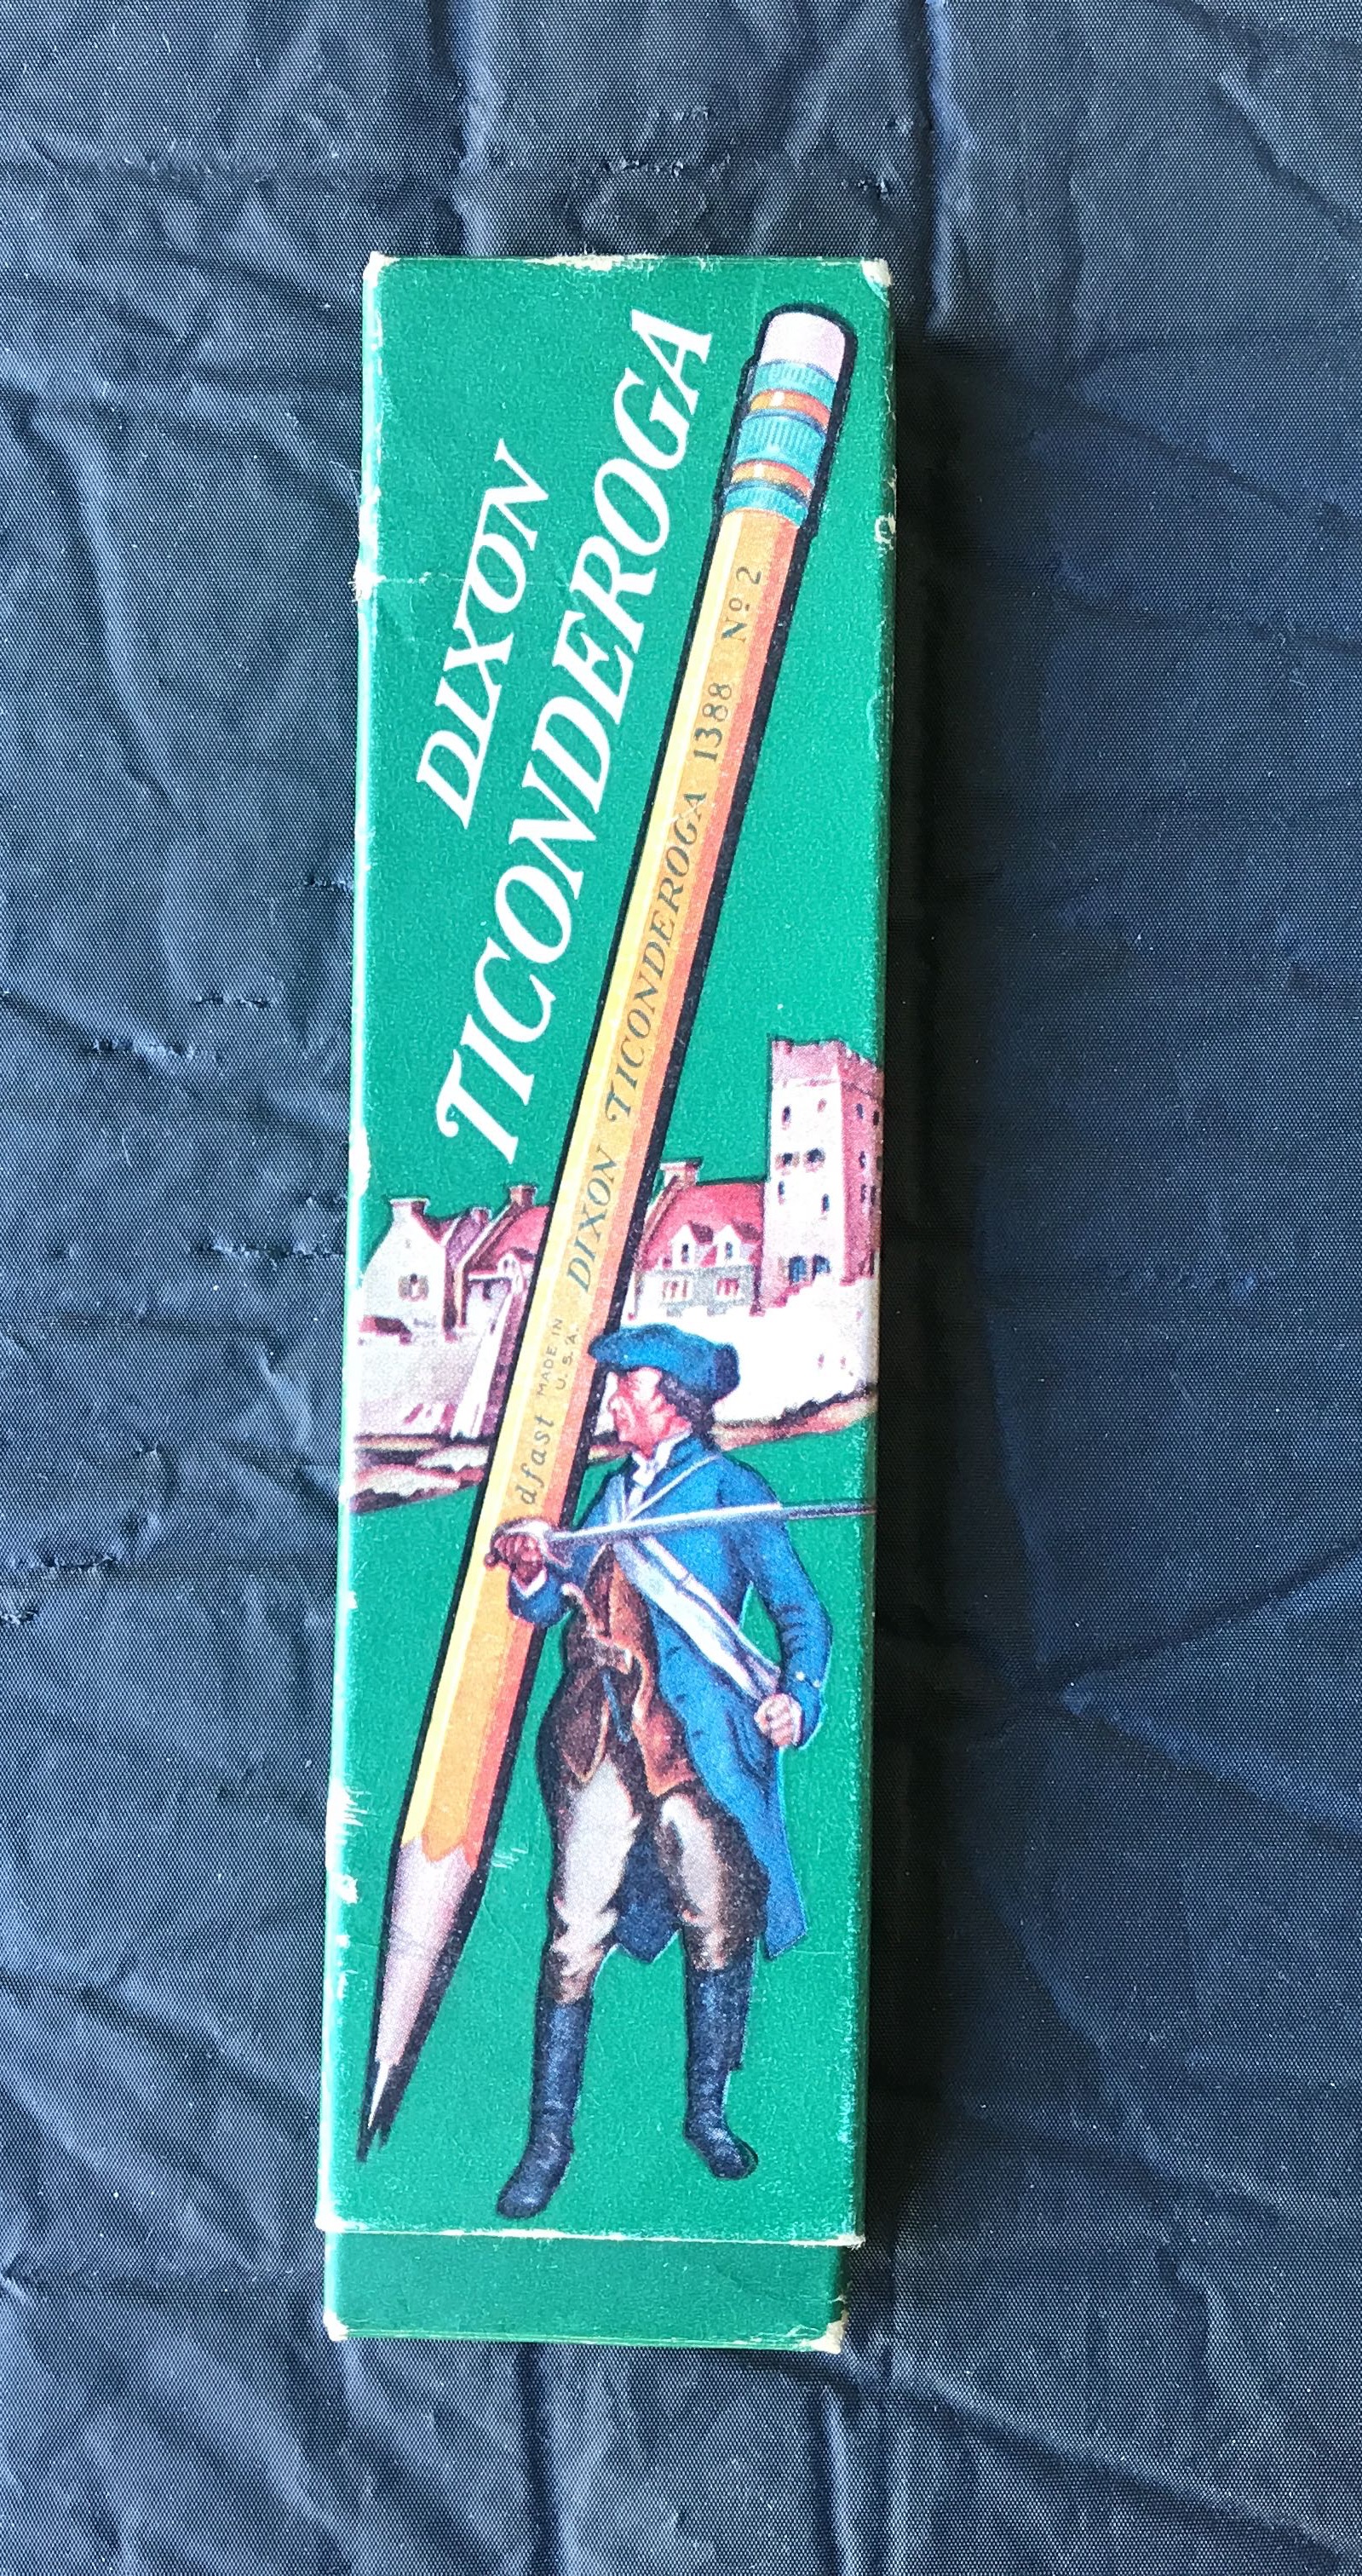 DIXON
TICONDEROGA
dfast MADE IN
U. S. A.
DIXON TICONDEROGA 1388 Nº 2